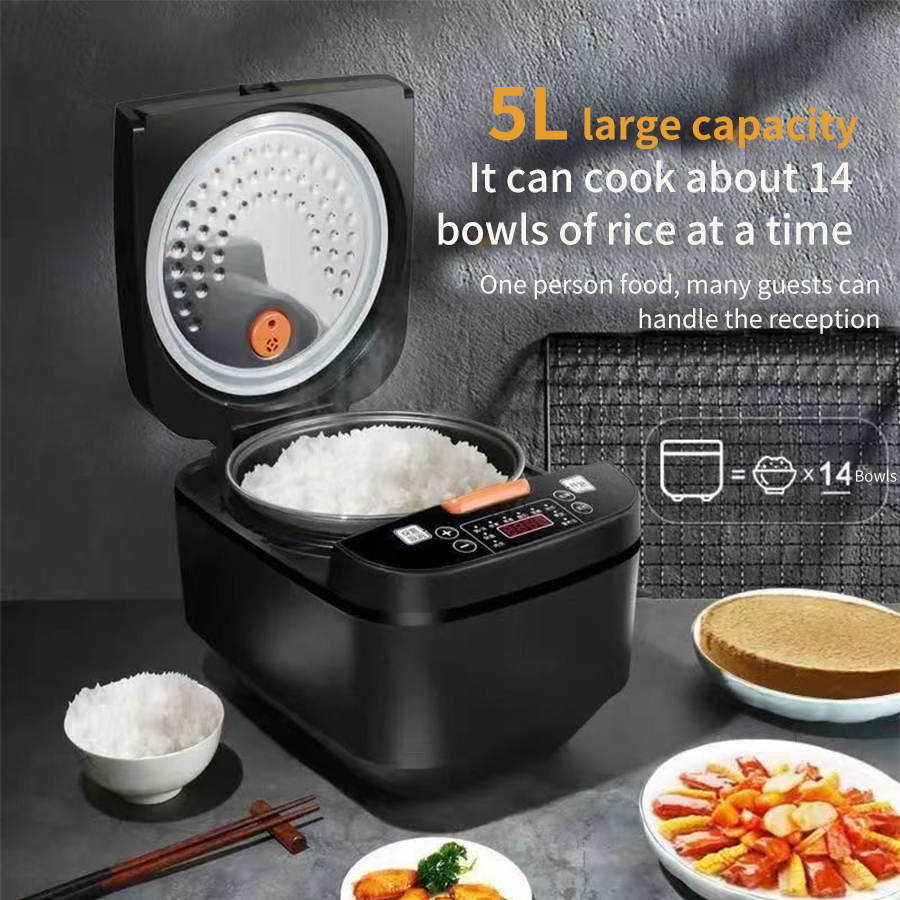 5L large capacity
It can cook about 14
bowls of rice at a time
One person food, many guests can
handle the reception
= × 14 Bowls